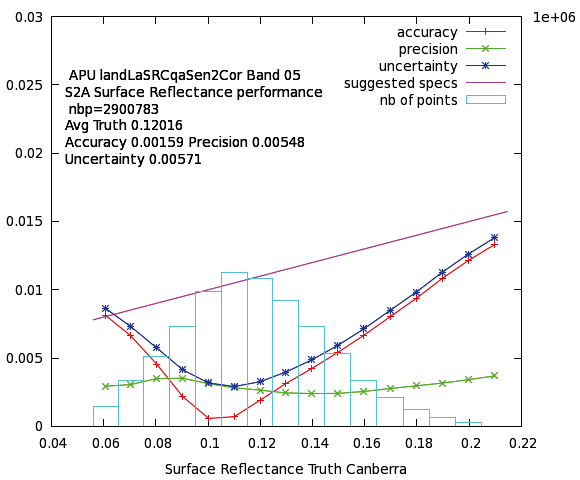 0.03
1e+06
accuracy
precision
uncertainty
suggested specs
nb of points
APU landLaSRCqaSen2Cor Band 05
S2A Surface Reflectance performance
nbp=2900783
Avg Truth 0.12016
Accuracy 0.00159 Precision 0.00548
Uncertainty 0.00571
0.025
0.02
0.015
0.01
0.005
0
0.04 0.06 0.08 0.1 0.12 0.14 0.16 0.18 0.2 0.22
Surface Reflectance Truth Canberra